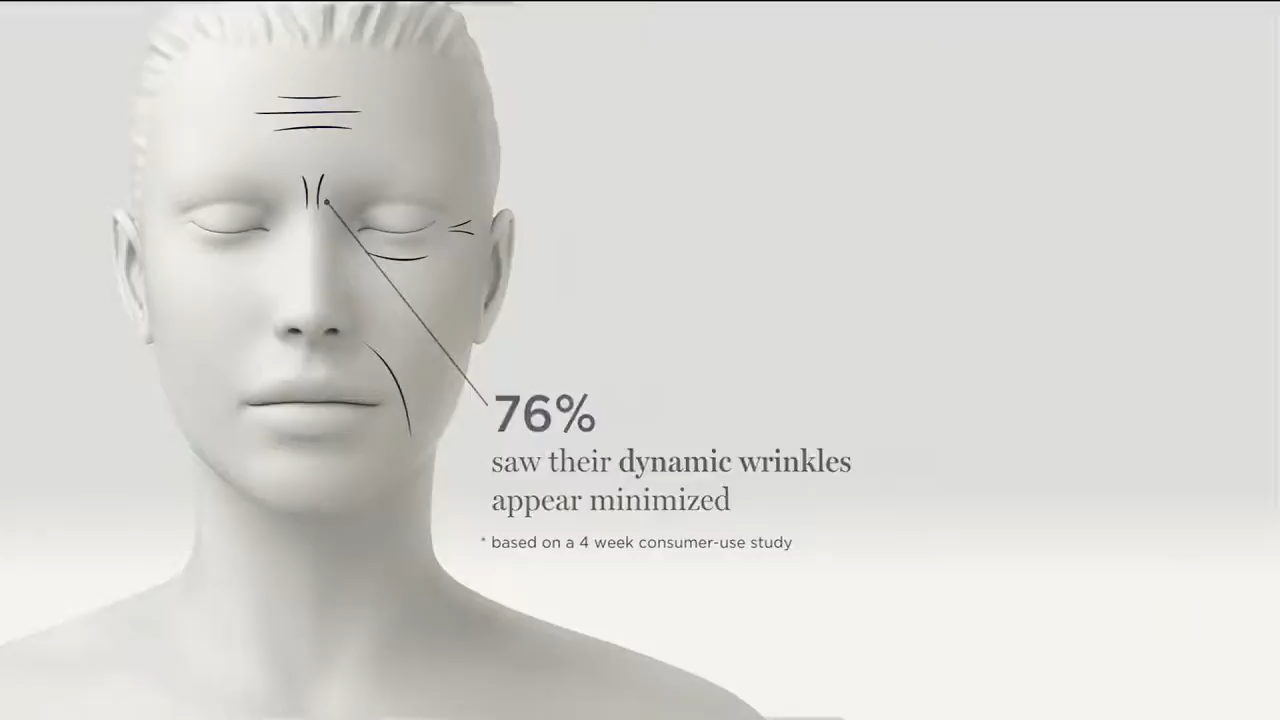 76%
saw their dynamic wrinkles
appear minimized
* based on a 4 week consumer-use study